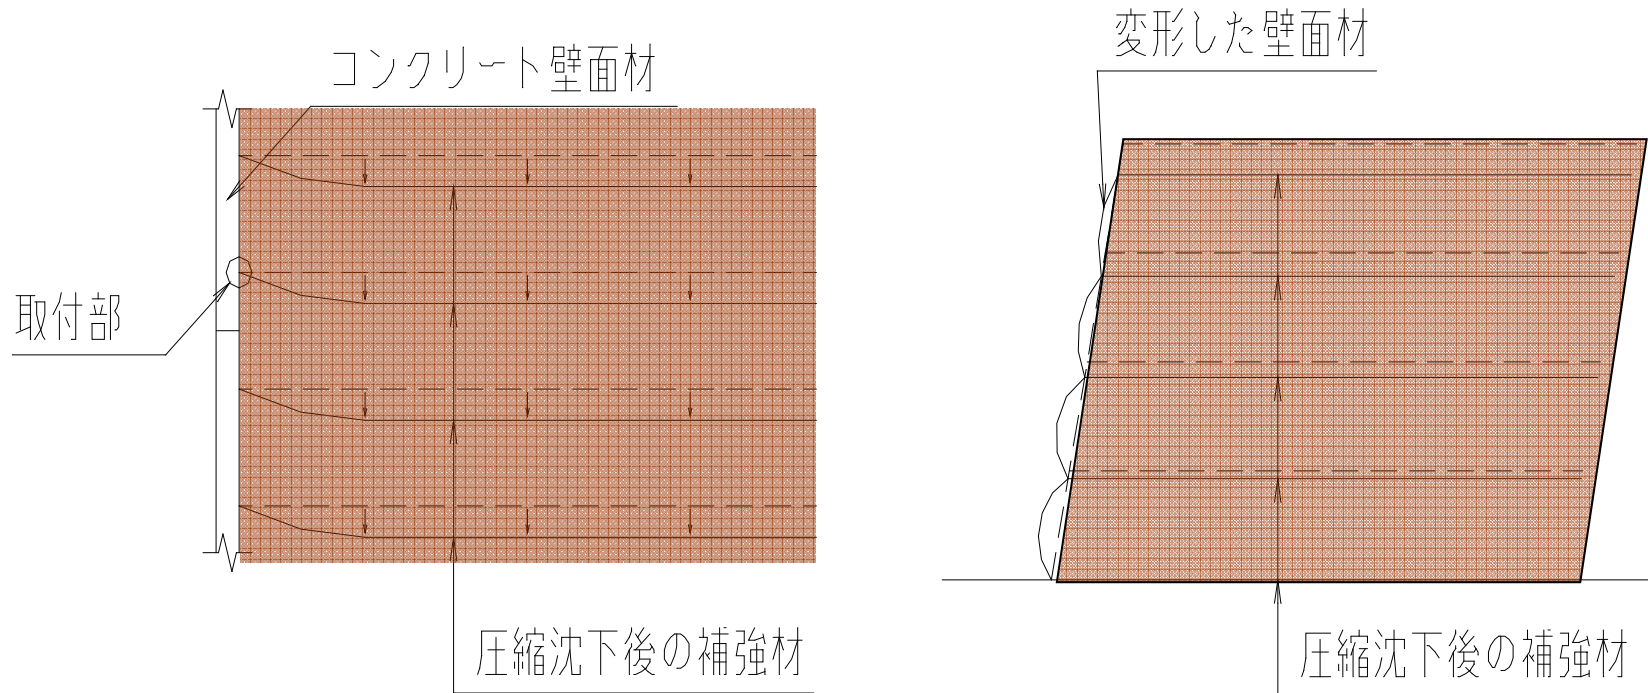 コンクリート壁面材
取付部
圧縮沈下後の補強材
変形した壁面材
圧縮沈下後の補強材